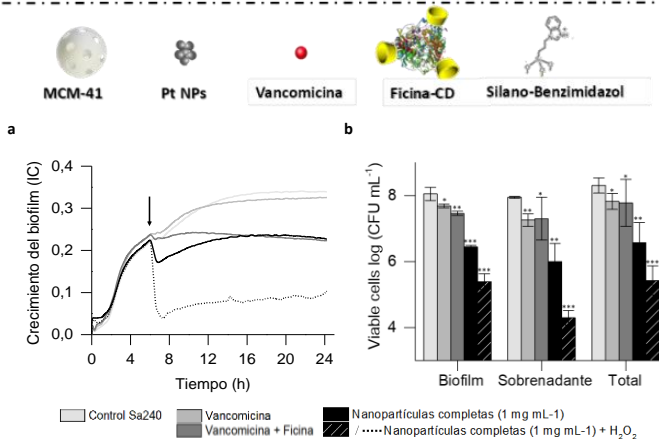 MCM-41 Pt NPs Vancomicina Ficina-CD Silano-Benzimidazol
a b
Crecimiento del biofilm (IC)
0,4
0,3
0,2
0,1
0,0
0 4 8 12 16 20 24
Tiempo (h)
Viable cells log (CFU mL-1)
8
6
4
* ** *** ***
** * ** ***
* * ** ***
Biofilm Sobrenadante Total
Control Sa240
Vancomicina
Vancomicina + Ficina
Nanopartículas completas (1 mg mL-1)
/ ..... Nanopartículas completas (1 mg mL-1) + H2O2